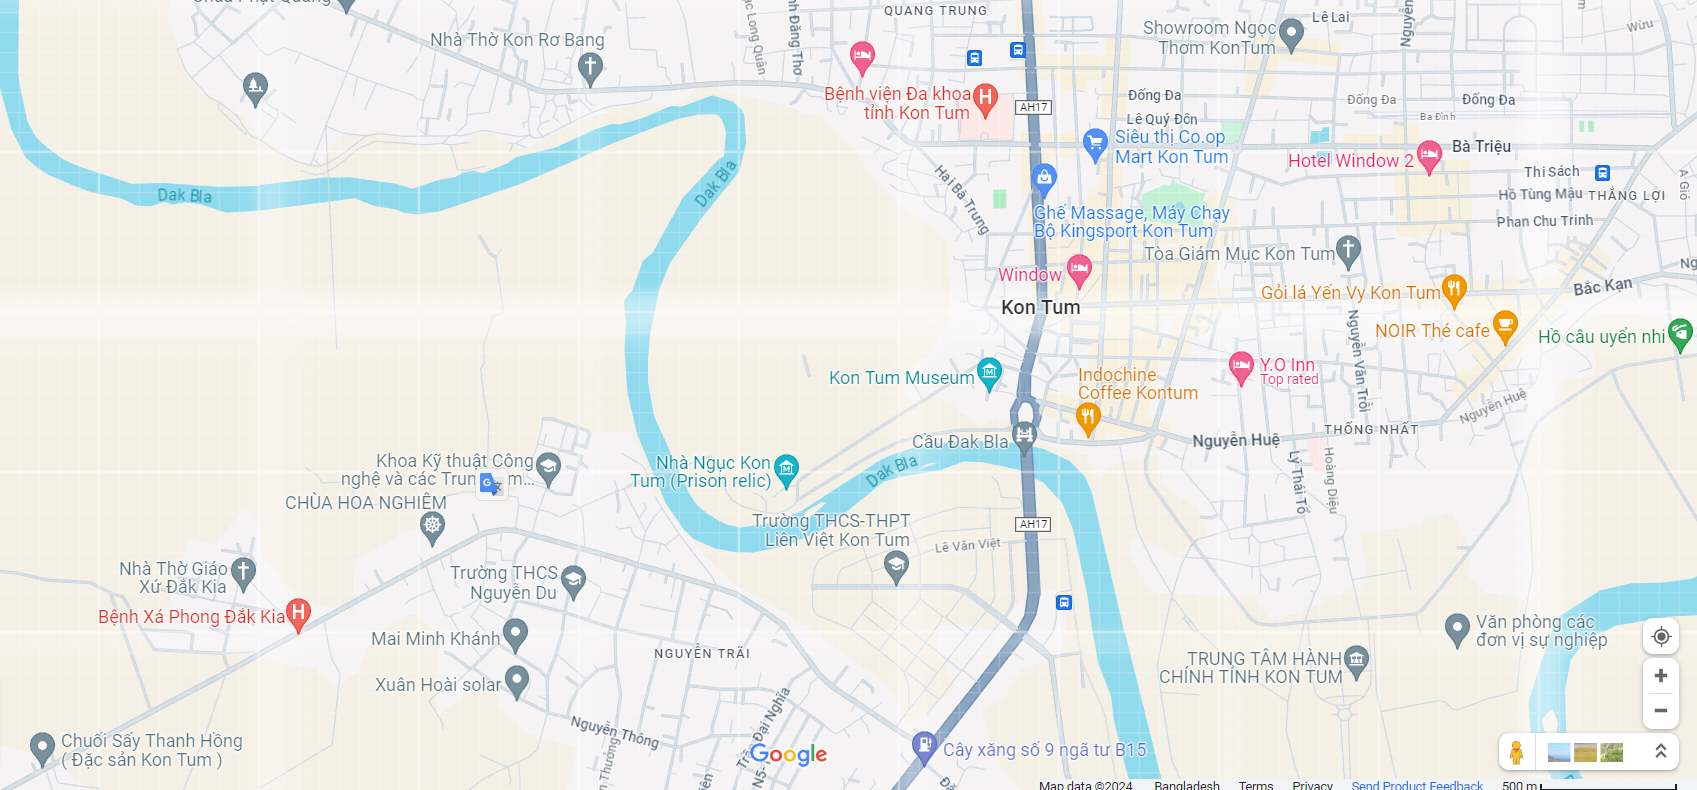 QUANG TRUNG
Lê Lai
Showroom Ngọc
Thơm KonTum
Nhà Thờ Kon Rơ Bang
Bệnh viện Đa khoa
tỉnh Kon Tum
AH17
Đống Đa
Đống Đa
Đống Đa
Ba Đình
Lê Quý Đôn
Siêu thị Co.op
Mart Kon Tum
Hotel Window 2
Bà Triệu
Thi Sách
Hồ Tùng Mậu
THẮNG LỢI
Phan Chu Trinh
Dak Bla
Dak Bla
Hai Bà Trưng
Ghế Massage, Máy Chạy
Bộ Kingsport Kon Tum
Tòa Giám Mục Kon Tum
Window
Kon Tum
Gỏi lá Yến Vy Kon Tum
Bắc Kạn
NOIR Thé cafe
Hồ câu uyển nhi
Nguyễn Văn Trỗi
Y.O Inn
Top rated
Kon Tum Museum
Indochine
Coffee Kontum
Nguyễn Huệ
THỐNG NHẤT
Nguyễn Huệ
Cầu Đak Bla
Dak Bla
Lý Thái Tổ
Hoàng Diệu
Khoa Kỹ thuật Công
nghệ và các
Nhà Ngục Kon
Tum (Prison relic)
CHÙA HOA NGHIÊM
Trường THCS-THPT
Liên Việt Kon Tum
AH17
Lê Văn Việt
Nhà Thờ Giáo
Xứ Đắk Kia
Trường THCS
Nguyễn Du
Bệnh Xá Phong Đắk Kia
Mai Minh Khánh
NGUYỄN TRÃI
Văn phòng các
đơn vị sự nghiệp
TRUNG TÂM HÀNH
CHÍNH TỈNH KON TUM
Xuân Hoài solar
Nguyễn Thông
Chuối Sấy Thanh Hồng
( Đặc sản Kon Tum )
Google
Cây xăng số 9 ngã tư B15
Map data ©2024
Bangladesh
Terms
Privacy
Send Product Feedback
500 m